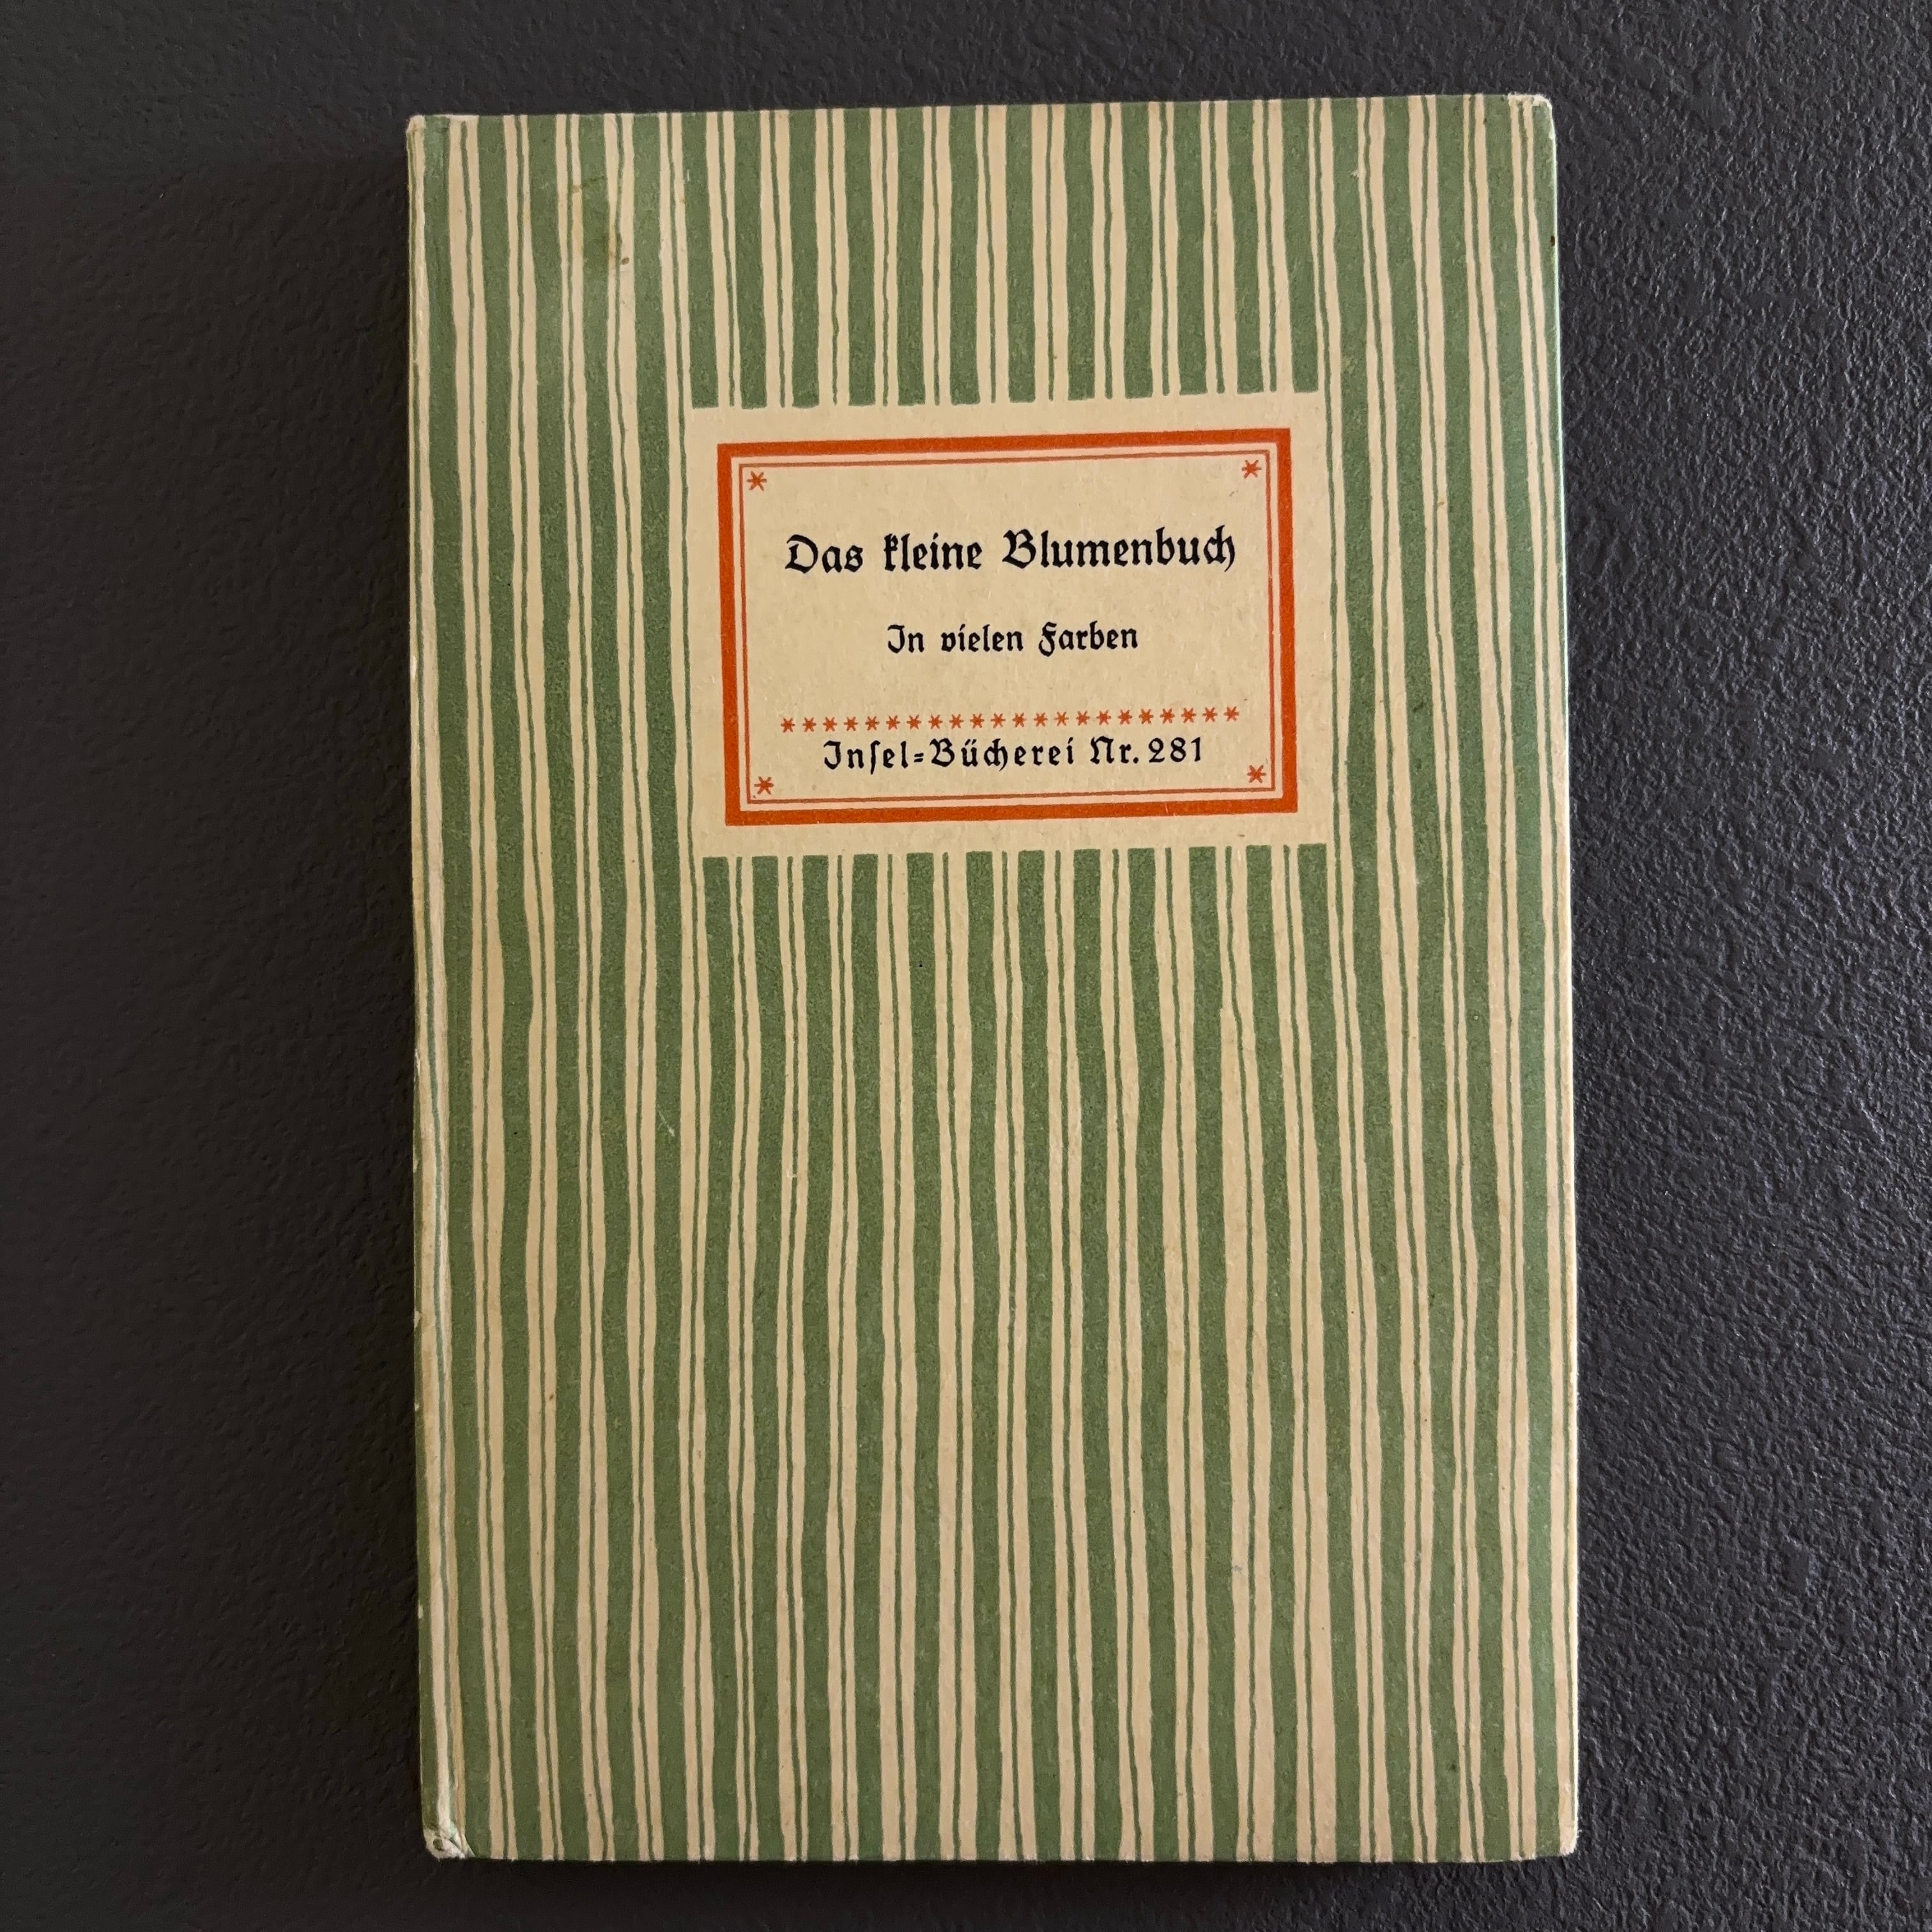 Das kleine Blumenbuch
In vielen Farben
Inſel=Bücherei Nr. 281